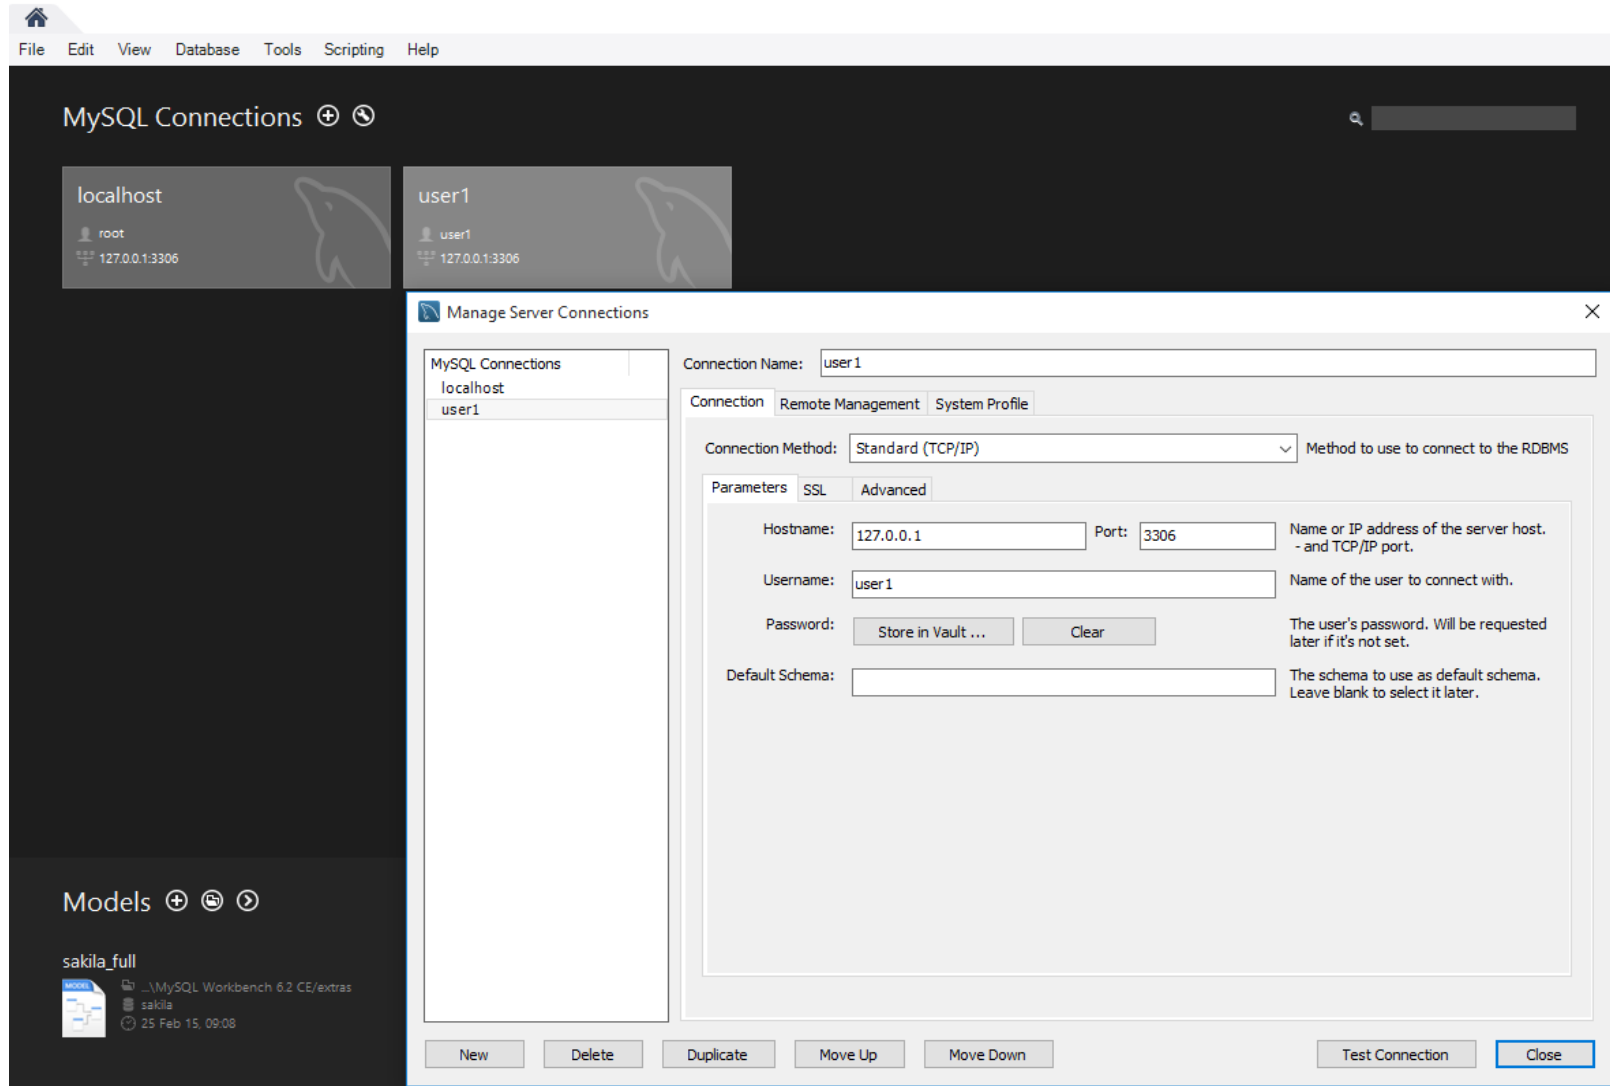 File Edit View Database Tools Scripting Help
MySQL Connections
localhost
root
127.0.0.1:3306
user1
user1
127.0.0.1:3306
Manage Server Connections
MySQL Connections
localhost
user1
Connection Name: user1
Connection Remote Management System Profile
Connection Method: Standard (TCP/IP) Method to use to connect to the RDBMS
Parameters SSL Advanced
Hostname: 127.0.0.1 Port: 3306 Name or IP address of the server host.
- and TCP/IP port.
Username: user1 Name of the user to connect with.
Password: Store in Vault ... Clear The user's password. Will be requested
later if it's not set.
Default Schema: The schema to use as default schema.
Leave blank to select it later.
Models
sakila_full
MODEL
...\MySQL Workbench 6.2 CE/extras
sakila
25 Feb 15, 09:08
New Delete Duplicate Move Up Move Down Test Connection Close